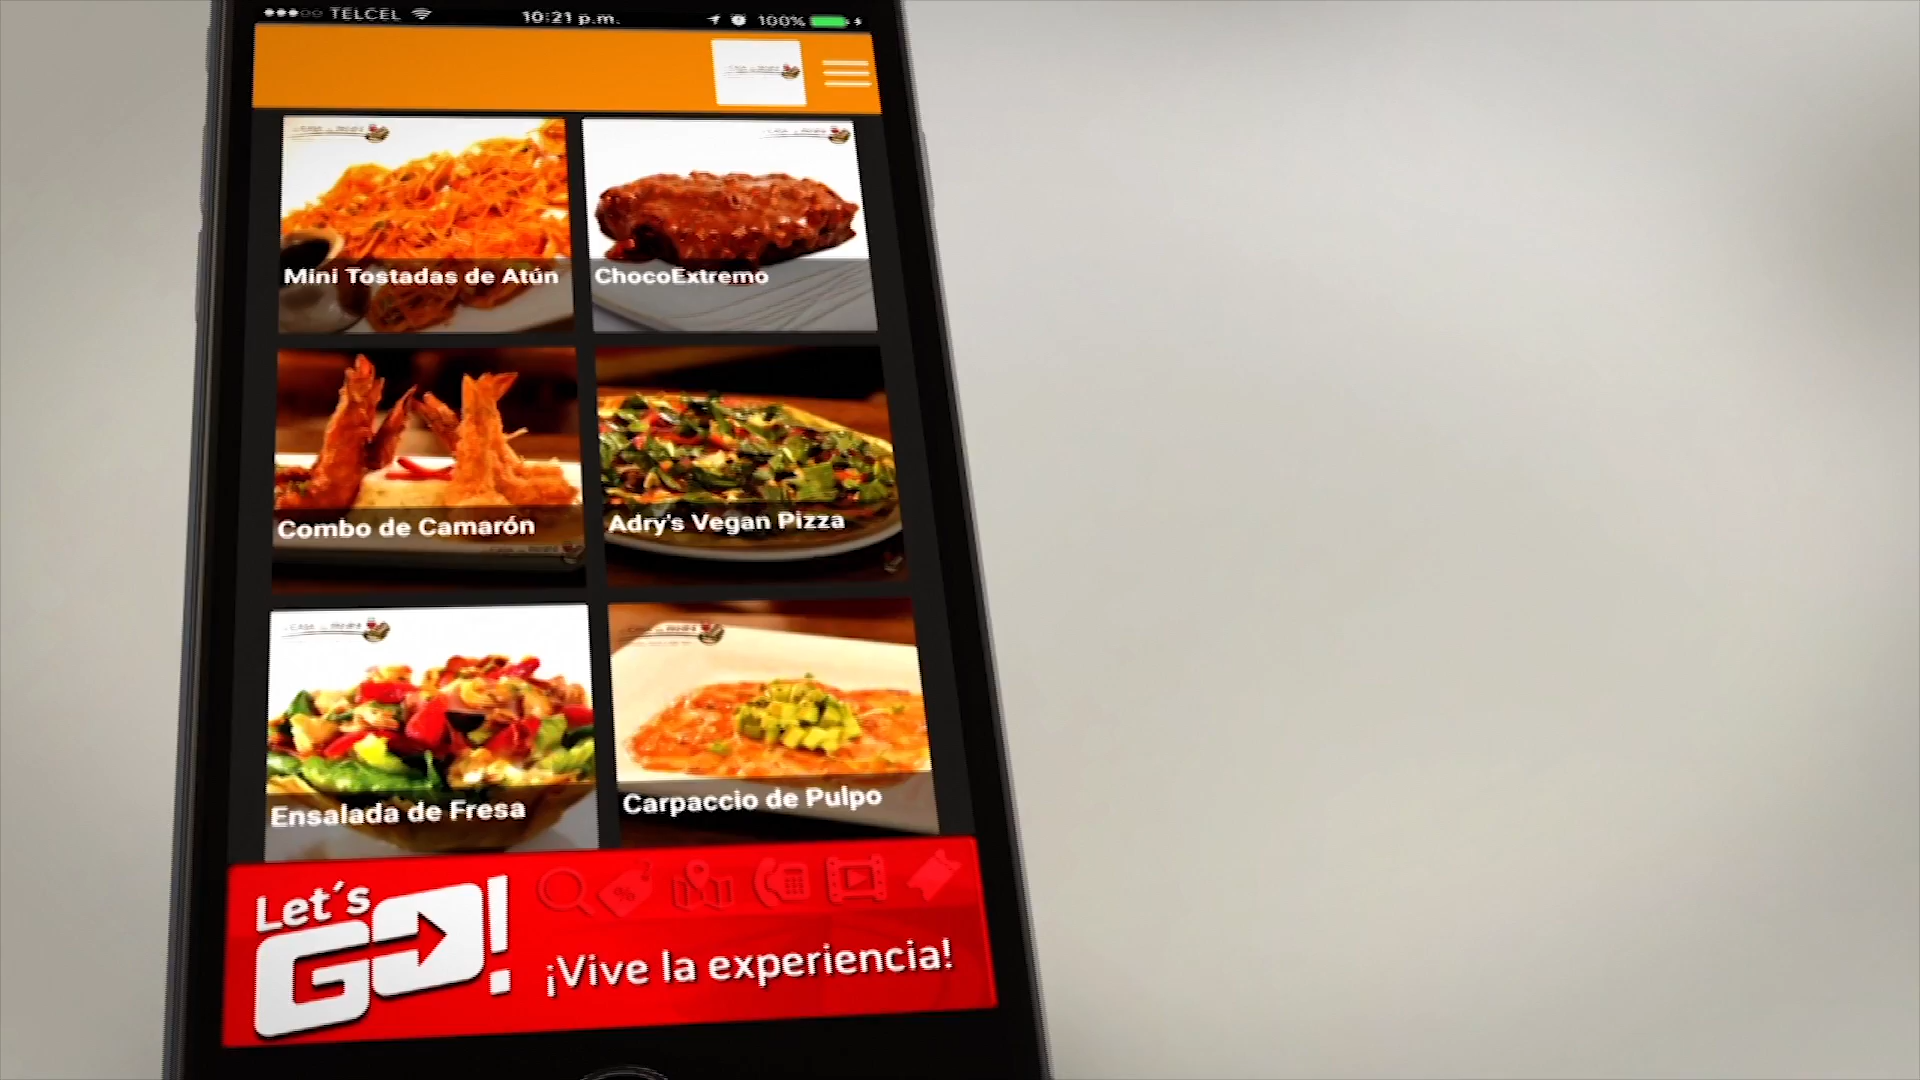 TELCEL
10:21 p.m.
100%
Mini Tostadas de Atún
ChocoExtremo
Combo de Camarón
Adry's Vegan Pizza
Ensalada de Fresa
Carpaccio de Pulpo
Let´s
GO!
¡Vive la experiencia!